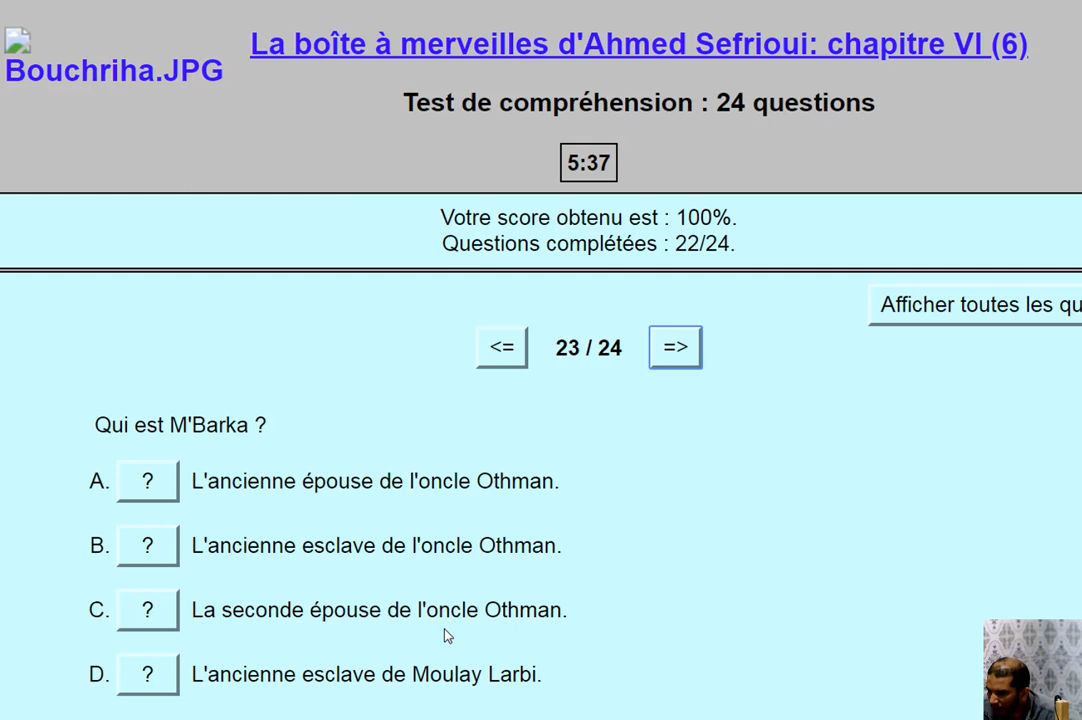 Bouchriha.JPG
La boîte à merveilles d'Ahmed Sefrioui: chapitre VI (6)
Test de compréhension : 24 questions
5:37
Votre score obtenu est : 100%.
Questions complétées : 22/24.
Afficher toutes les qu
<= 23 / 24 =>
Qui est M'Barka ?
A. ? L'ancienne épouse de l'oncle Othman.
B. ? L'ancienne esclave de l'oncle Othman.
C. ? La seconde épouse de l'oncle Othman.
D. ? L'ancienne esclave de Moulay Larbi.